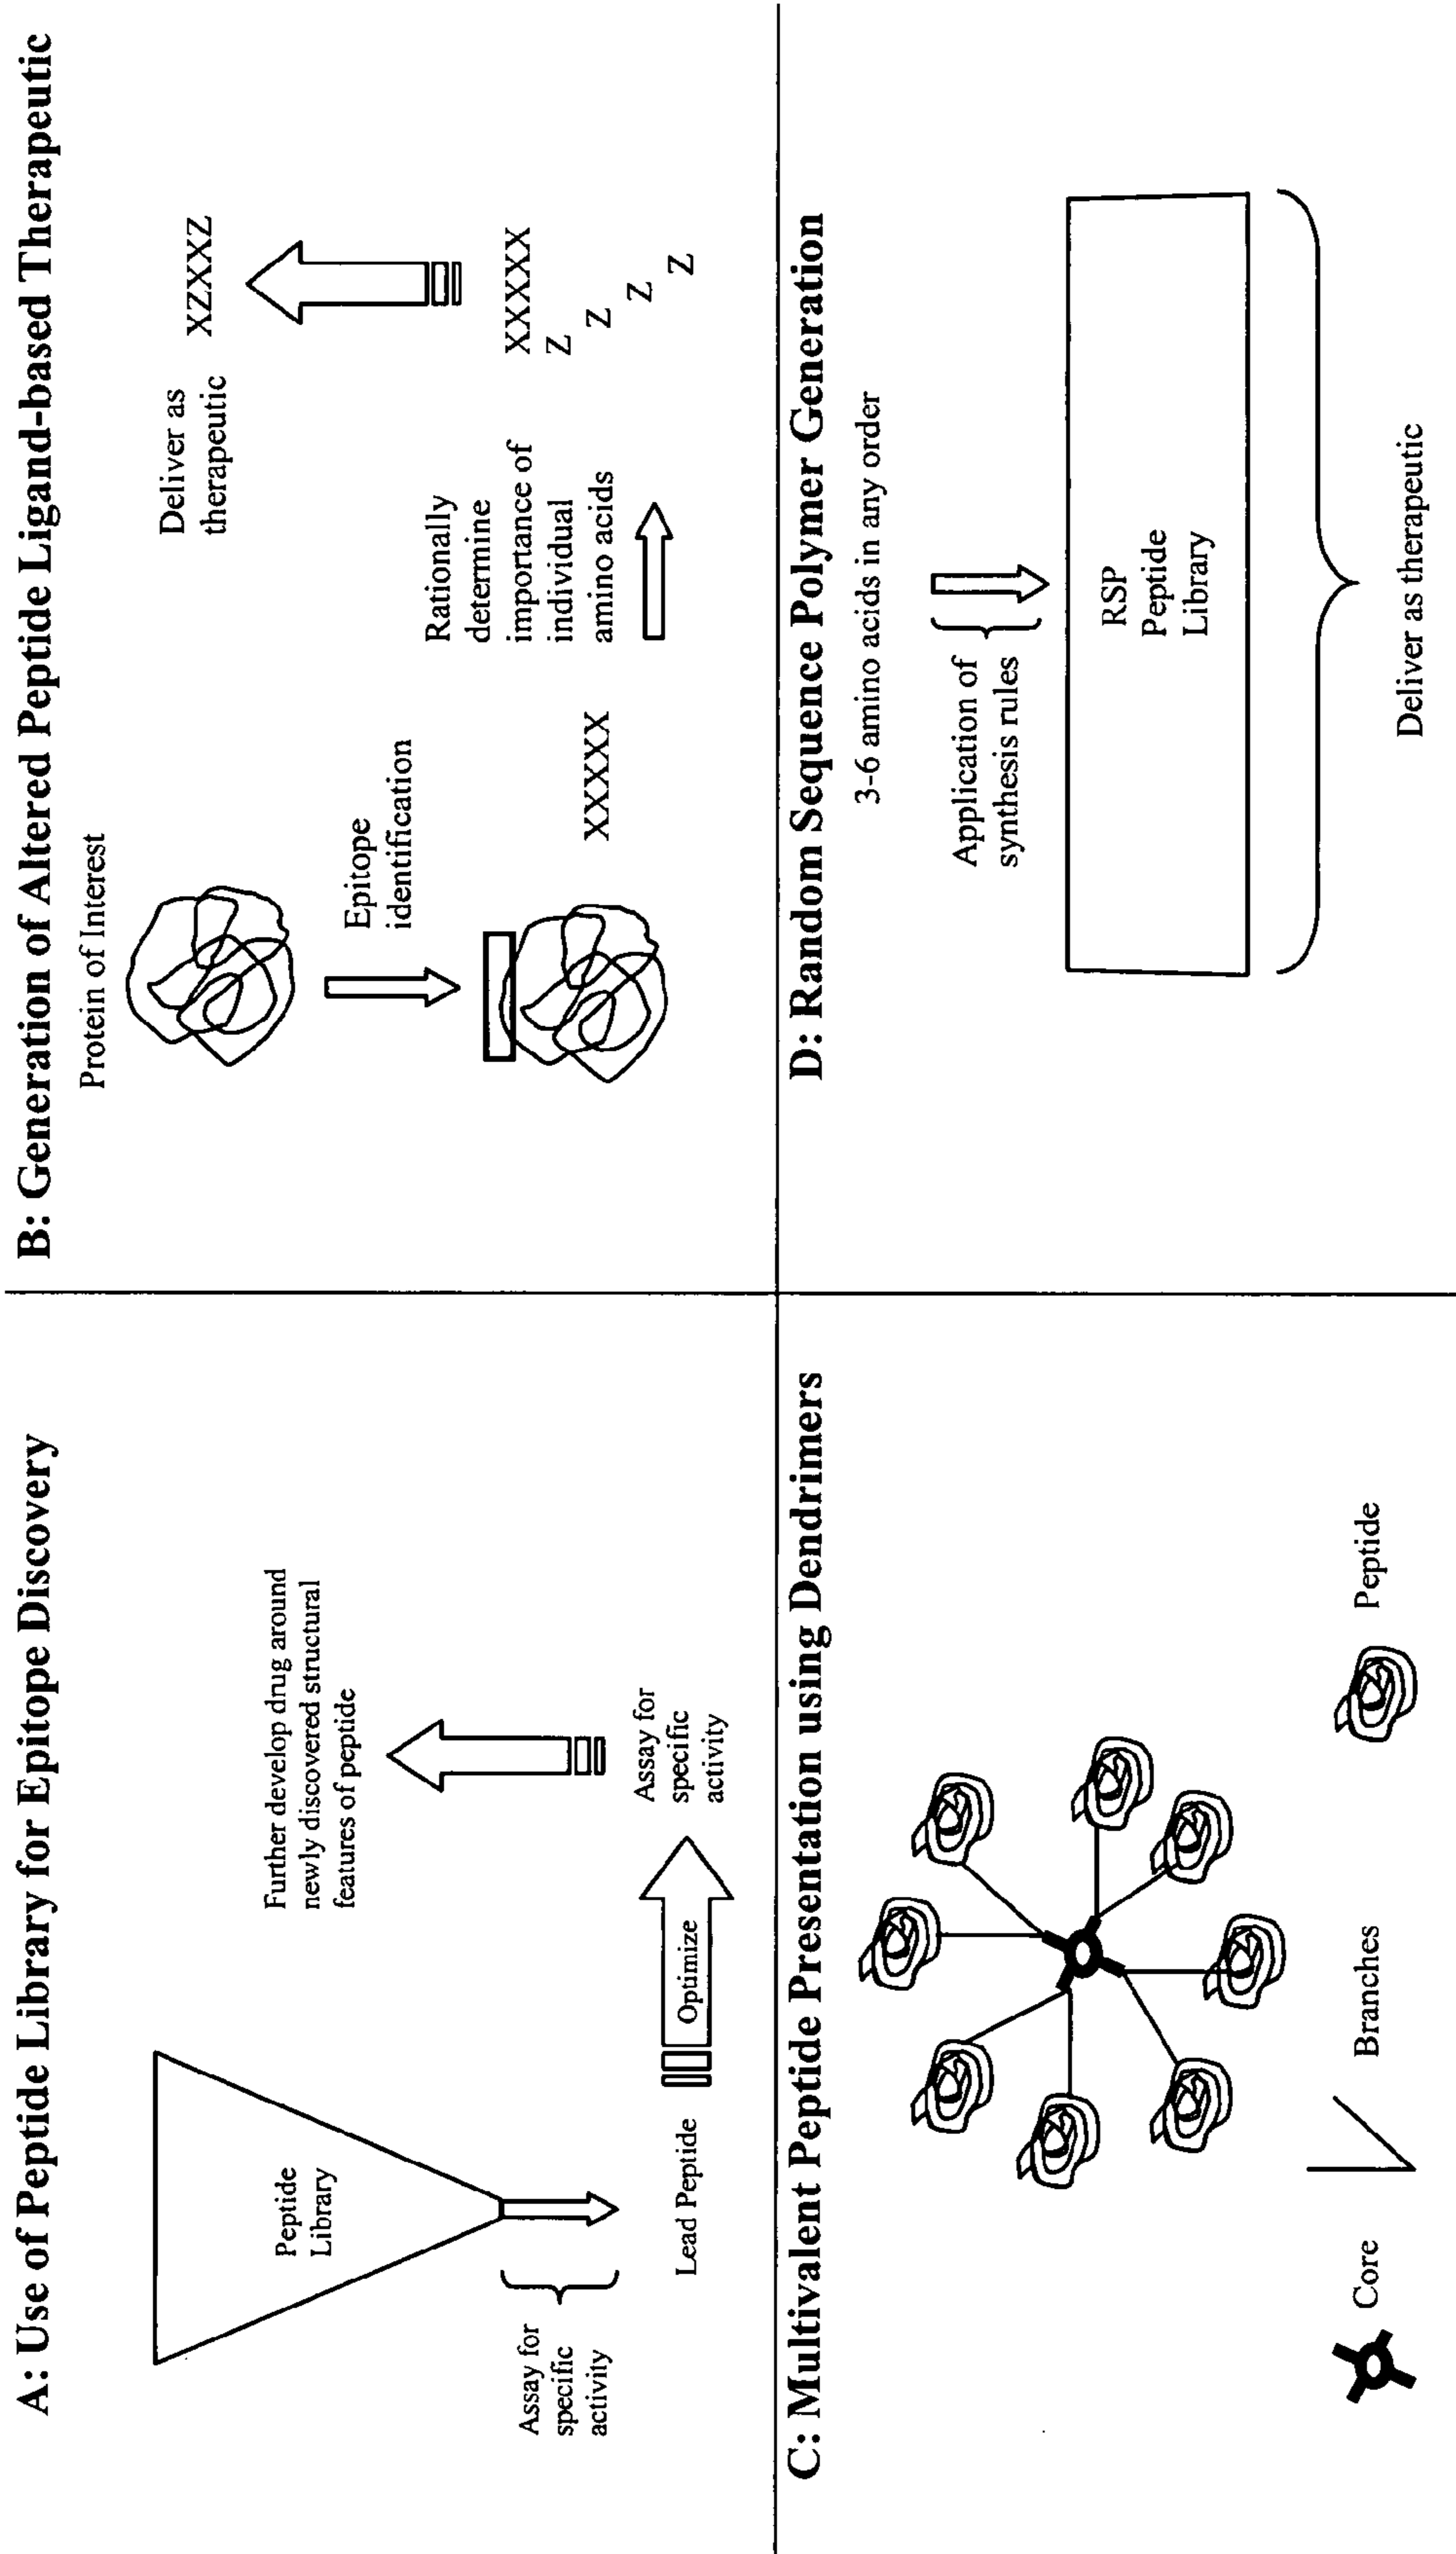 A: Use of Peptide Library for Epitope Discovery
Peptide
Library
Assay for
specific
activity
Lead Peptide
Optimize
Assay for
specific
activity
Further develop drug around
newly discovered structural
features of peptide
B: Generation of Altered Peptide Ligand-based Therapeutic
Protein of Interest
Epitope
identification
XXXXX
Rationally
determine
importance of
individual
amino acids
XXXXX
Z
Z
Z
Z
Deliver as
therapeutic
XZXXZ
C: Multivalent Peptide Presentation using Dendrimers
Core
Branches
Peptide
D: Random Sequence Polymer Generation
3-6 amino acids in any order
Application of
synthesis rules
RSP
Peptide
Library
Deliver as therapeutic